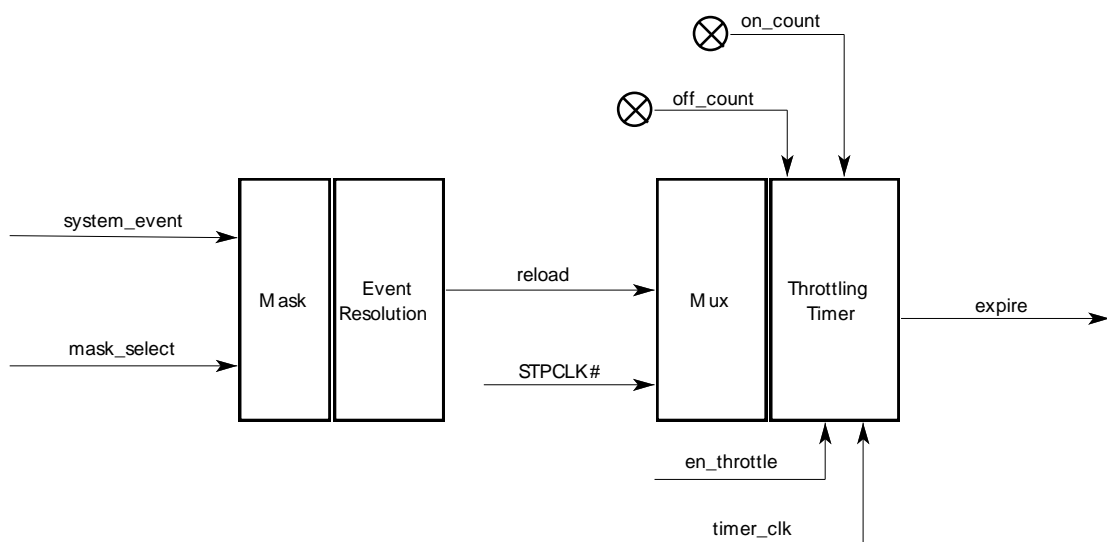 on_count
off_count
system_event
mask_select
Mask
Event
Resolution
reload
STPCLK#
Mux
Throttling
Timer
expire
en_throttle
timer_clk